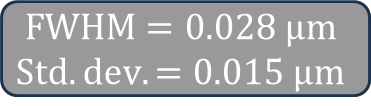 FWHM = 0.028 μm
Std. dev. = 0.015 μm